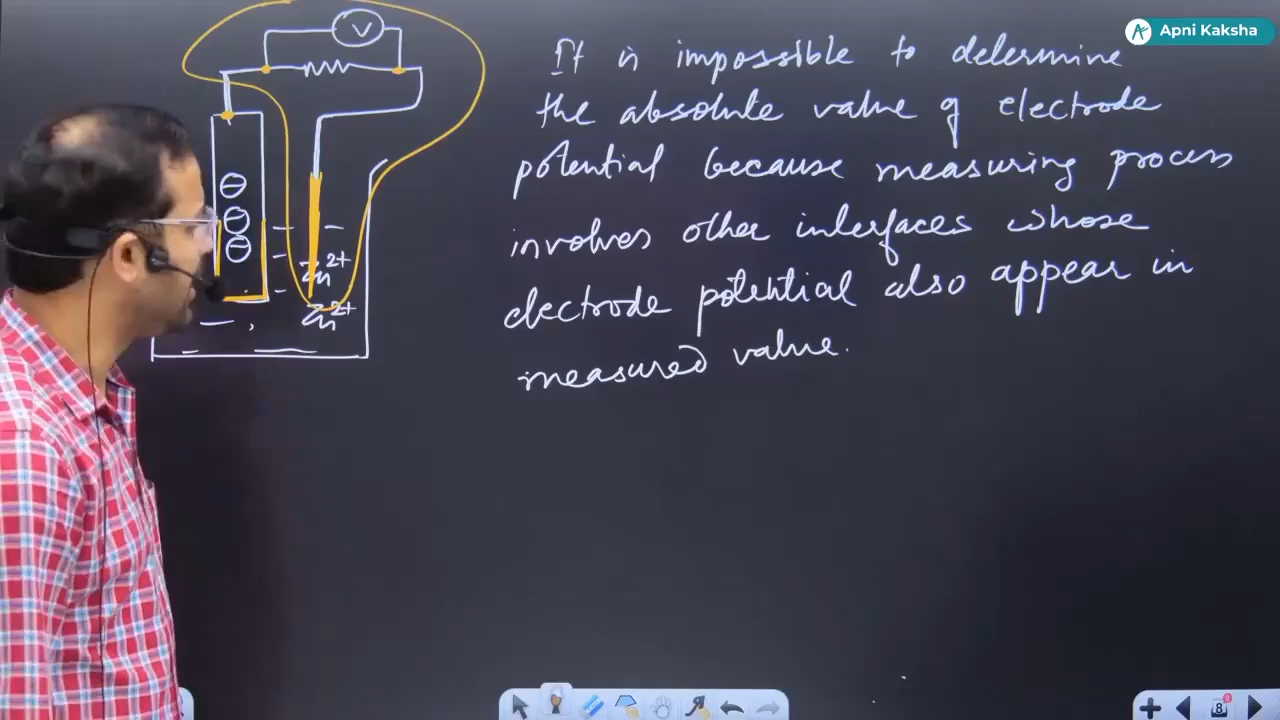 Apni Kaksha
V
It is impossible to determine
the absolute value of electrode
potential because measuring process
involves other interfaces whose
electrode potential also appear in
measured value.
Zn2+
Zn2+
8